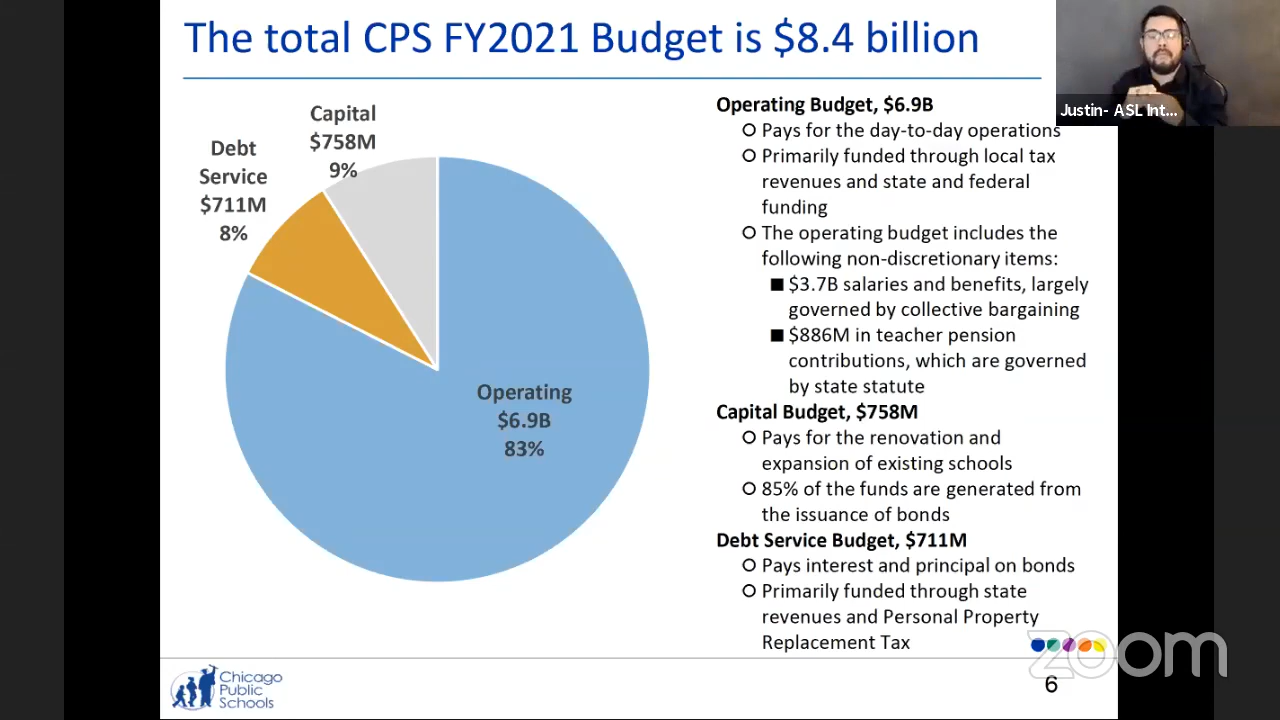 The total CPS FY2021 Budget is $8.4 billion
Justin- ASL Int...
Capital
$758M
9%
Debt
Service
$711M
8%
Operating
$6.9B
83%
Operating Budget, $6.9B
Pays for the day-to-day operations
Primarily funded through local tax
revenues and state and federal
funding
The operating budget includes the
following non-discretionary items:
$3.7B salaries and benefits, largely
governed by collective bargaining
$886M in teacher pension
contributions, which are governed
by state statute
Capital Budget, $758M
Pays for the renovation and
expansion of existing schools
85% of the funds are generated from
the issuance of bonds
Debt Service Budget, $711M
Pays interest and principal on bonds
Primarily funded through state
revenues and Personal Property
Replacement Tax
zoom
Chicago
Public
Schools
6